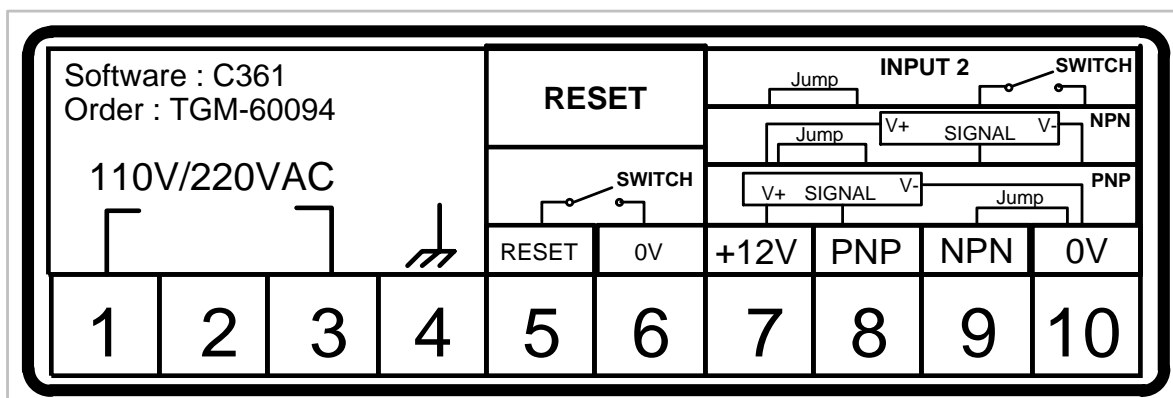 Software : C361
Order : TGM-60094
110V/220VAC
RESET
SWITCH
INPUT 2
Jump
SWITCH
V+ SIGNAL V- NPN
Jump
V+ SIGNAL V- PNP
Jump
RESET 0V +12V PNP NPN 0V
1 2 3 4 5 6 7 8 9 10